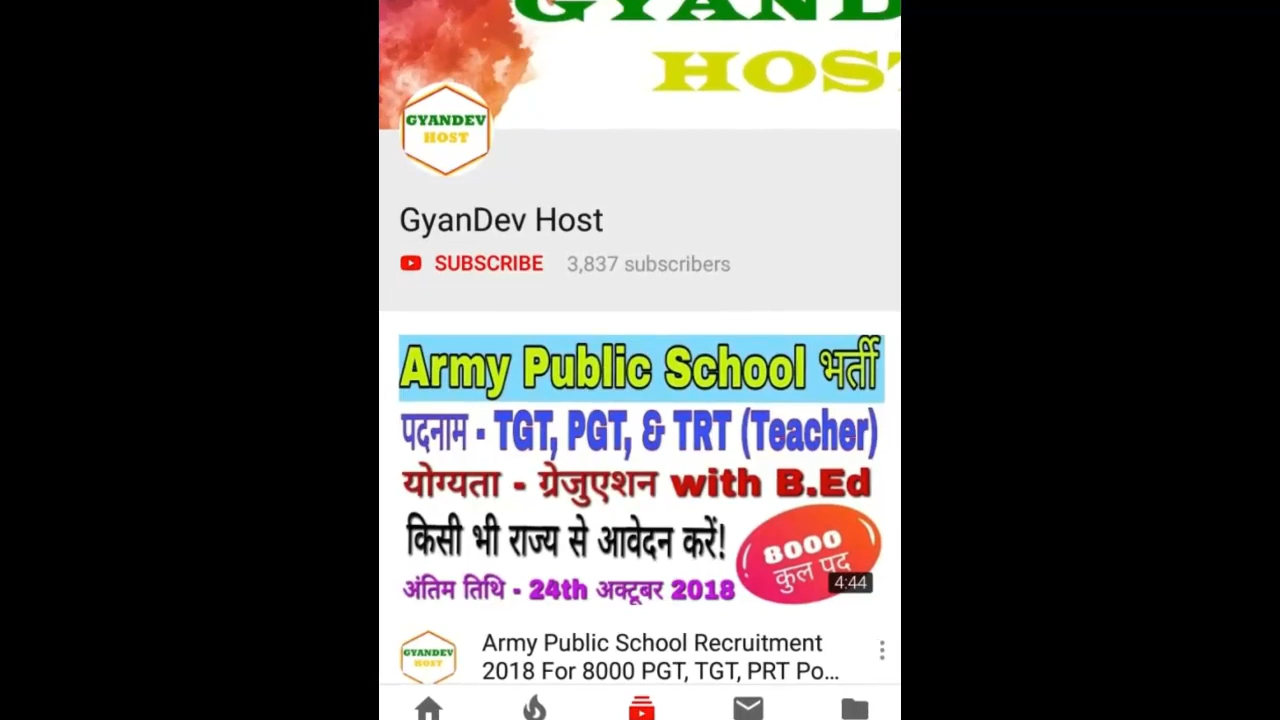 GYAND
HOST
GYANDEV
HOST
GyanDev Host
SUBSCRIBE 3,837 subscribers
Army Public School भर्ती
पदनाम - TGT, PGT, & TRT (Teacher)
योग्यता - ग्रेजुएशन with B.Ed
किसी भी राज्य से आवेदन करें!
8000
कुल पद
अंतिम तिथि - 24th अक्टूबर 2018
4:44
GYANDEV
HOST
Army Public School Recruitment
2018 For 8000 PGT, TGT, PRT Po...